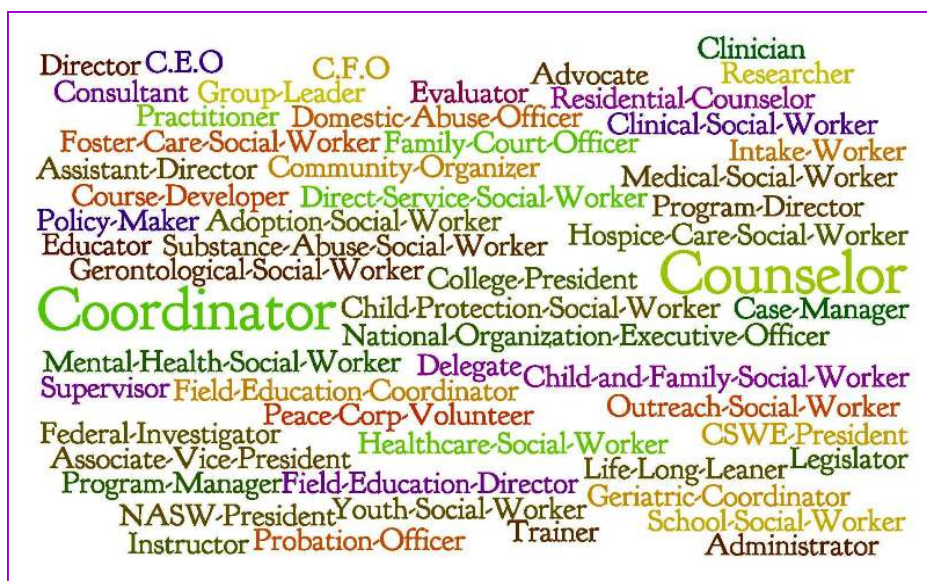 Clinician
Director C.E.O C.F.O Advocate Researcher
Consultant Group-Leader Evaluator Residential-Counselor
Practitioner Domestic-Abuse-Officer Clinical-Social-Worker
Foster-Care-Social-Worker Family-Court-Officer Intake-Worker
Assistant-Director Community-Organizer Medical-Social-Worker
Course-Developer Direct-Service-Social-Worker Program-Director
Policy-Maker Adoption-Social-Worker Hospice-Care-Social-Worker
Educator Substance-Abuse-Social-Worker
Gerontological-Social-Worker College-President Counselor
Coordinator Child-Protection-Social-Worker Case-Manager
National-Organization-Executive-Officer
Mental-Health-Social-Worker Delegate Child-and-Family-Social-Worker
Supervisor Field-Education-Coordinator
Peace-Corp-Volunteer Outreach-Social-Worker
Federal-Investigator Healthcare-Social-Worker CSWE-President
Associate-Vice-President Life-Long-Leaner Legislator
Program-Manager Field-Education-Director Geriatric-Coordinator
NASW-President Youth-Social-Worker School-Social-Worker
Instructor Probation-Officer Trainer Administrator